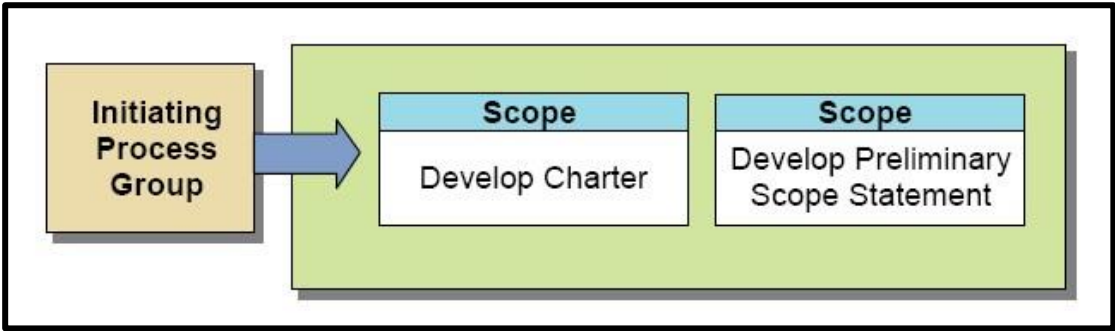 Initiating
Process
Group
Scope
Develop Charter
Scope
Develop Preliminary
Scope Statement